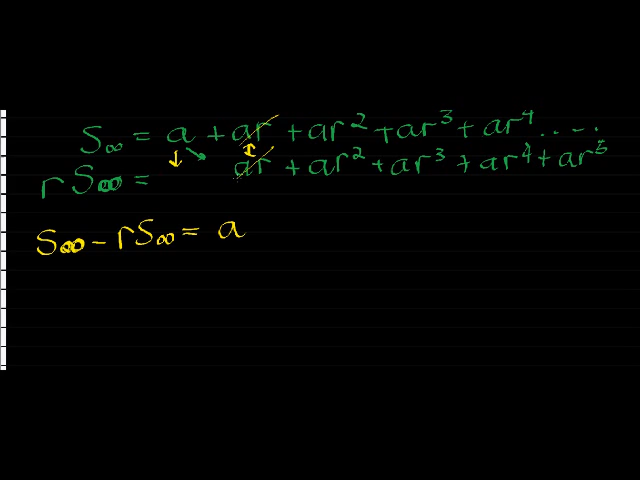 S∞ = a + ar + ar² + ar³ + ar⁴ ....
rS∞ = ar + ar² + ar³ + ar⁴ + ar⁵
S∞ - rS∞ = a